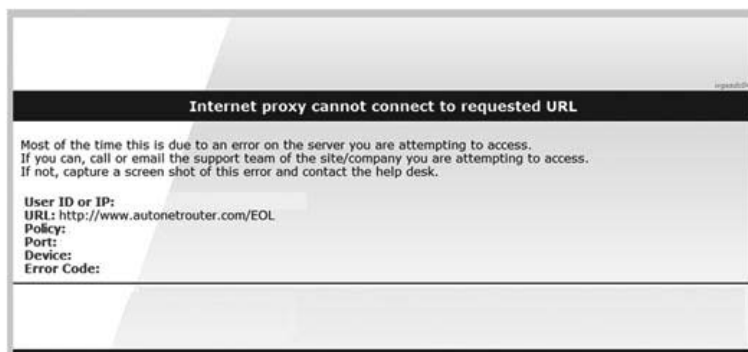 Internet proxy cannot connect to requested URL
Most of the time this is due to an error on the server you are attempting to access.
If you can, call or email the support team of the site/company you are attempting to access.
If not, capture a screen shot of this error and contact the help desk.
User ID or IP:
URL: http://www.autonetrouter.com/EOL
Policy:
Port:
Device:
Error Code: